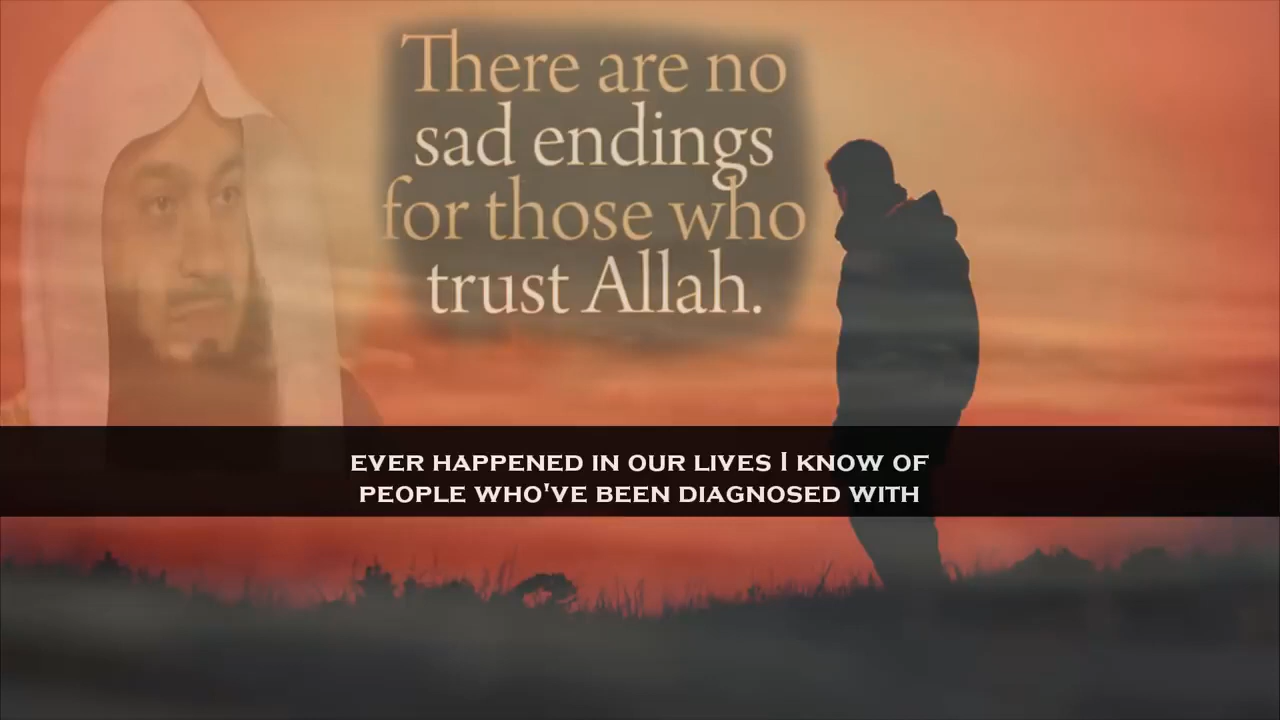 There are no
sad endings
for those who
trust Allah.
EVER HAPPENED IN OUR LIVES I KNOW OF
PEOPLE WHO'VE BEEN DIAGNOSED WITH